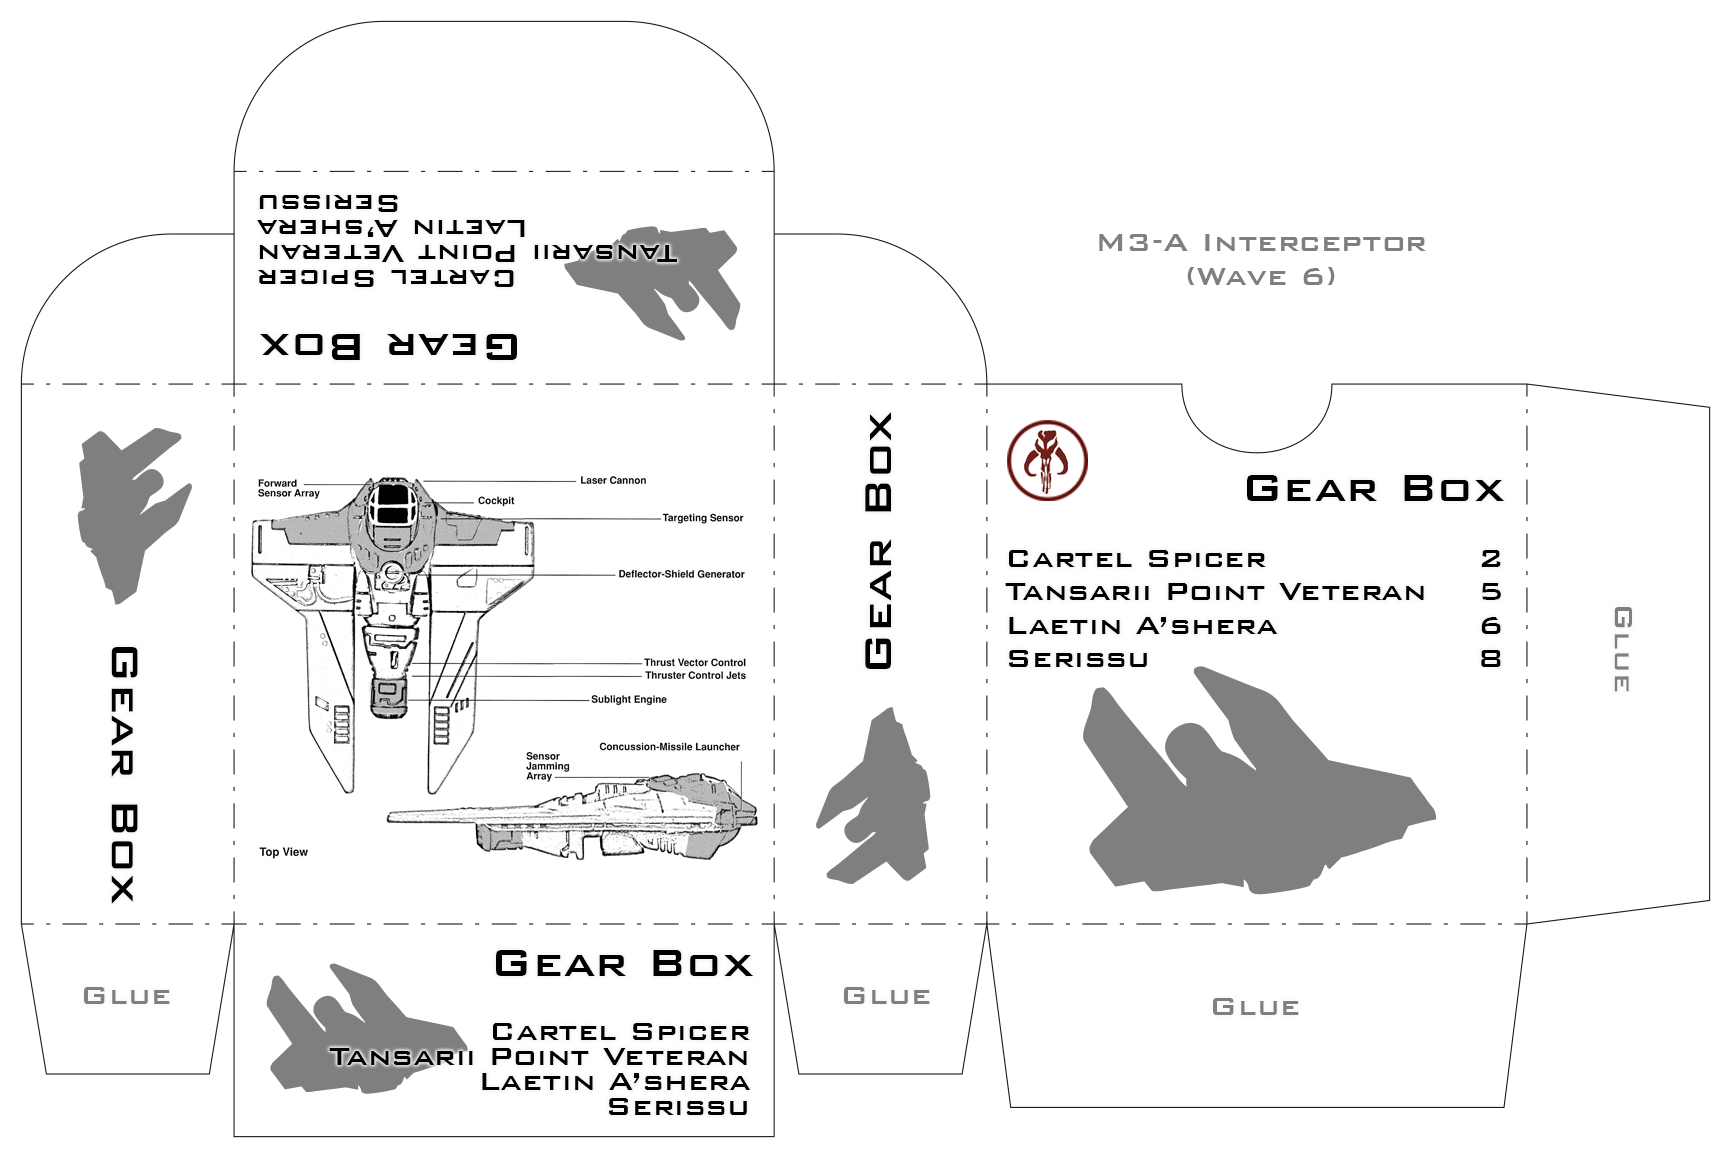 Serissu
Laetin A'shera
Tansarii Point Veteran
Cartel Spicer
Gear Box
M3-A Interceptor
(Wave 6)
Gear Box
Forward
Sensor Array
Laser Cannon
Cockpit
Targeting Sensor
Deflector-Shield Generator
Thrust Vector Control
Thruster Control Jets
Sublight Engine
Concussion-Missile Launcher
Sensor
Jamming
Array
Top View
Gear Box
Gear Box
Cartel Spicer 2
Tansarii Point Veteran 5
Laetin A'shera 6
Serissu 8
Glue
Glue
Gear Box
Cartel Spicer
Tansarii Point Veteran
Laetin A'shera
Serissu
Glue
Glue